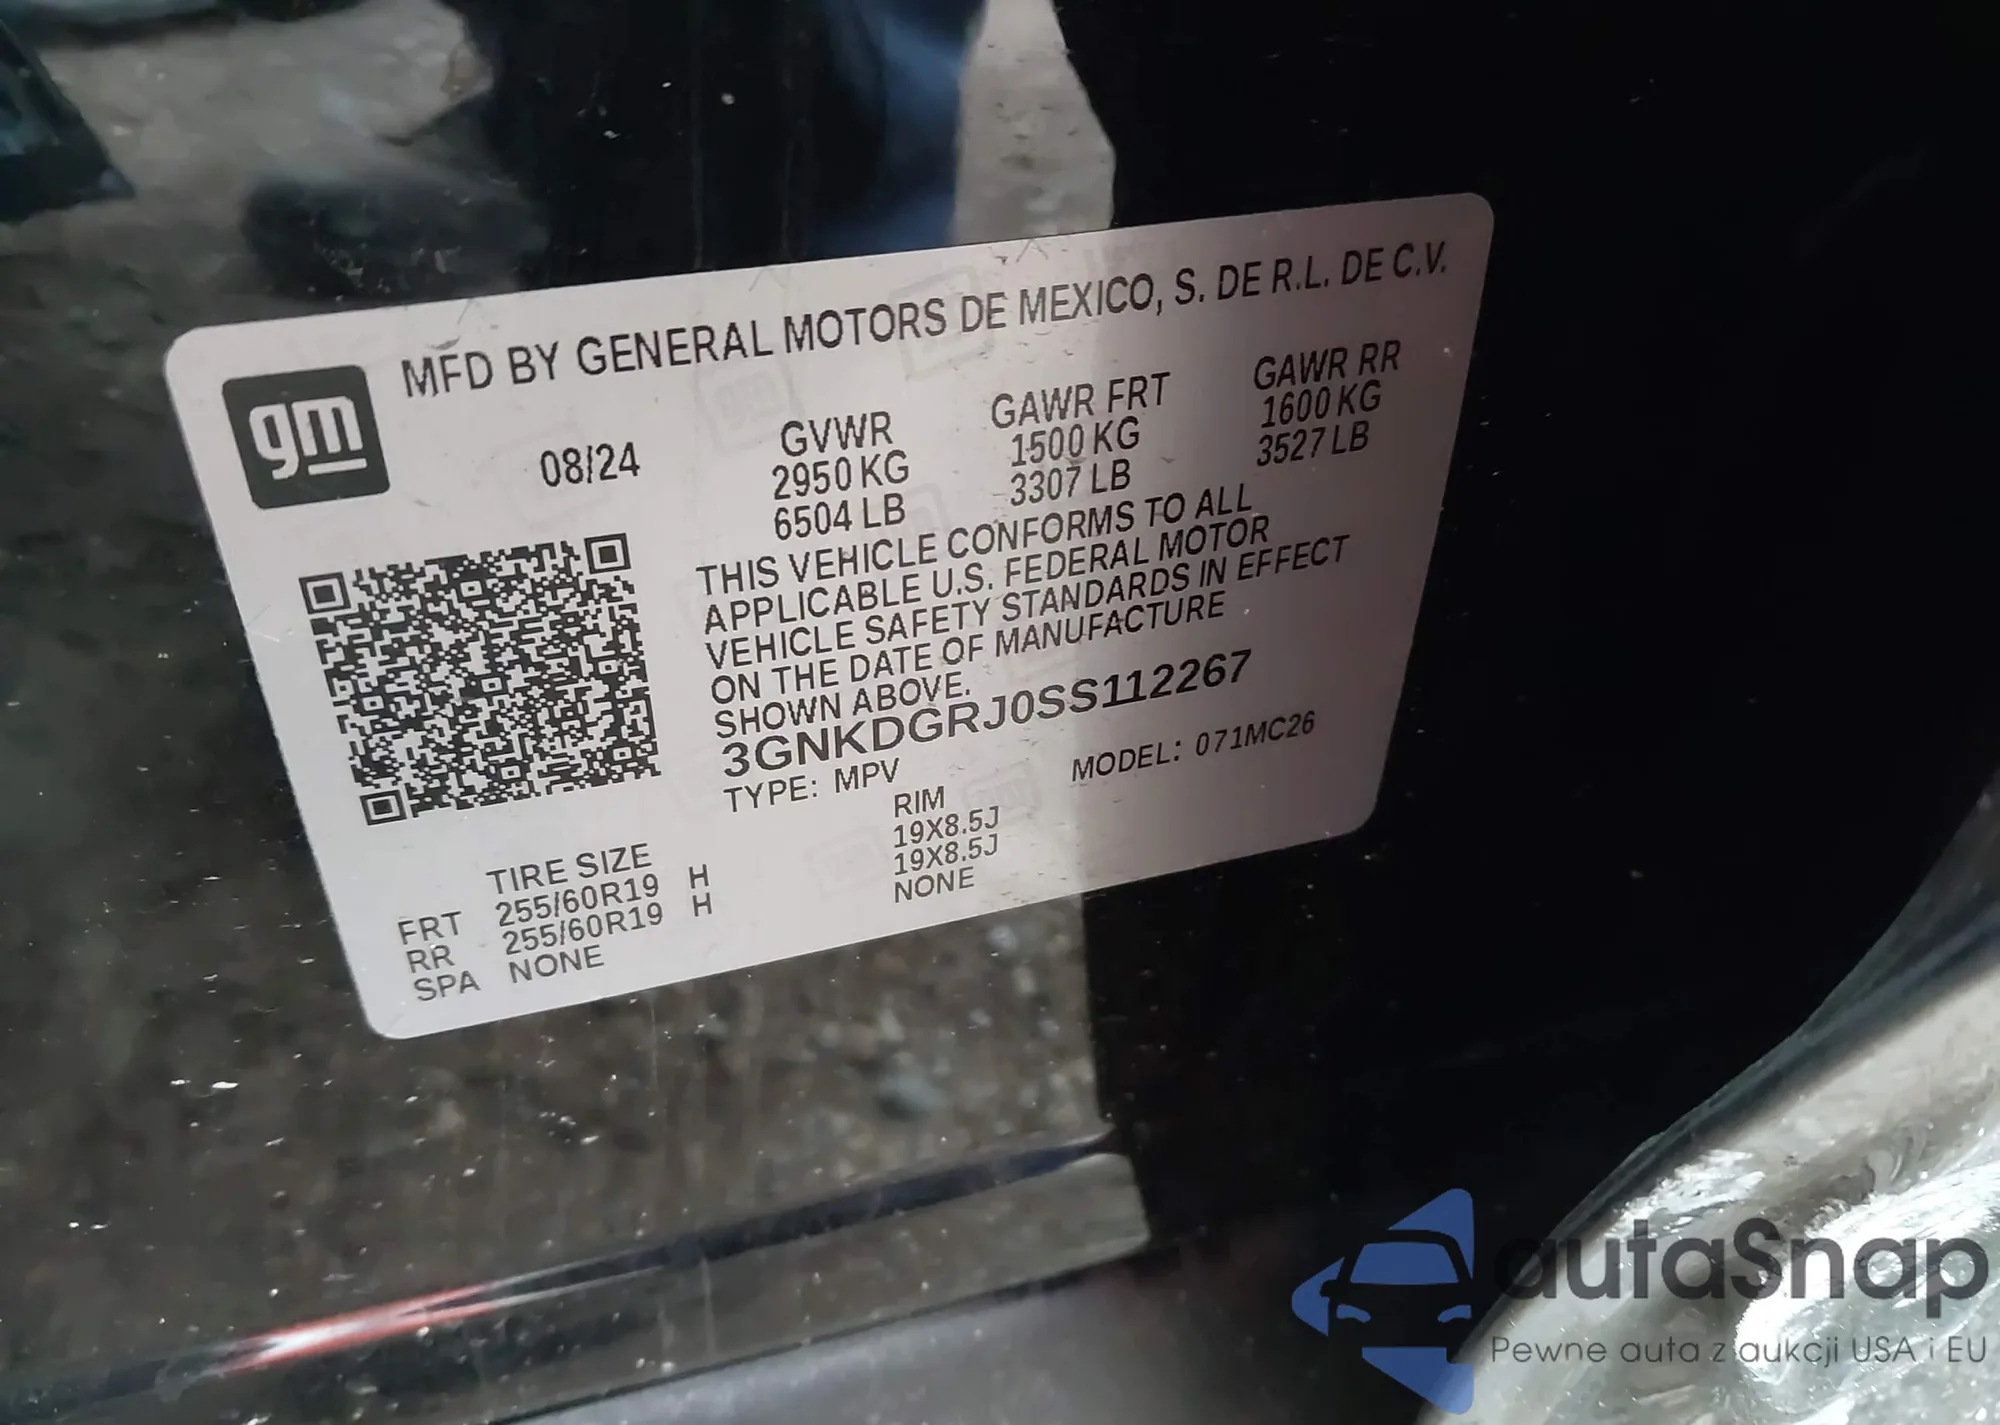 gm
MFD BY GENERAL MOTORS DE MEXICO, S. DE R.L. DE C.V.
08/24
GVWR GAWR FRT GAWR RR
2950 KG 1500 KG 1600 KG
6504 LB 3307 LB 3527 LB
THIS VEHICLE CONFORMS TO ALL
APPLICABLE U.S. FEDERAL MOTOR
VEHICLE SAFETY STANDARDS IN EFFECT
ON THE DATE OF MANUFACTURE
SHOWN ABOVE.
3GNKDGRJ0SS112267
TYPE: MPV MODEL: 071MC26
TIRE SIZE RIM
FRT 255/60R19 H 19X8.5J
RR 255/60R19 H 19X8.5J
SPA NONE NONE
autaSnap
Pewne auta z aukcji USA i EU